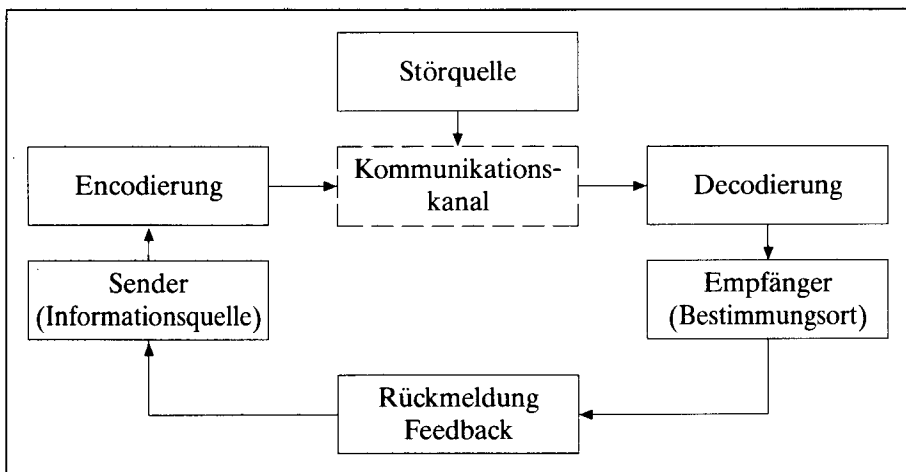 Störquelle
Encodierung
Kommunikations-
kanal
Decodierung
Sender
(Informationsquelle)
Empfänger
(Bestimmungsort)
Rückmeldung
Feedback